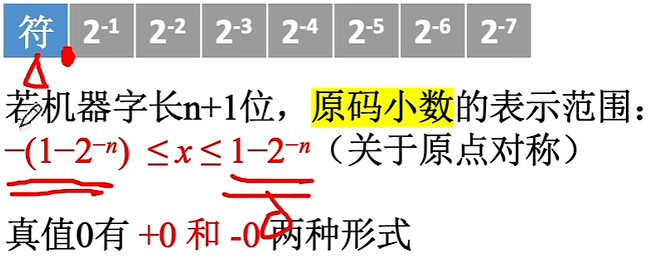 符 2⁻¹ 2⁻² 2⁻³ 2⁻⁴ 2⁻⁵ 2⁻⁶ 2⁻⁷
若机器字长n+1位，原码小数的表示范围：
−(1−2⁻ⁿ) ≤ x ≤ 1−2⁻ⁿ（关于原点对称）
真值0有 +0 和 -0 两种形式